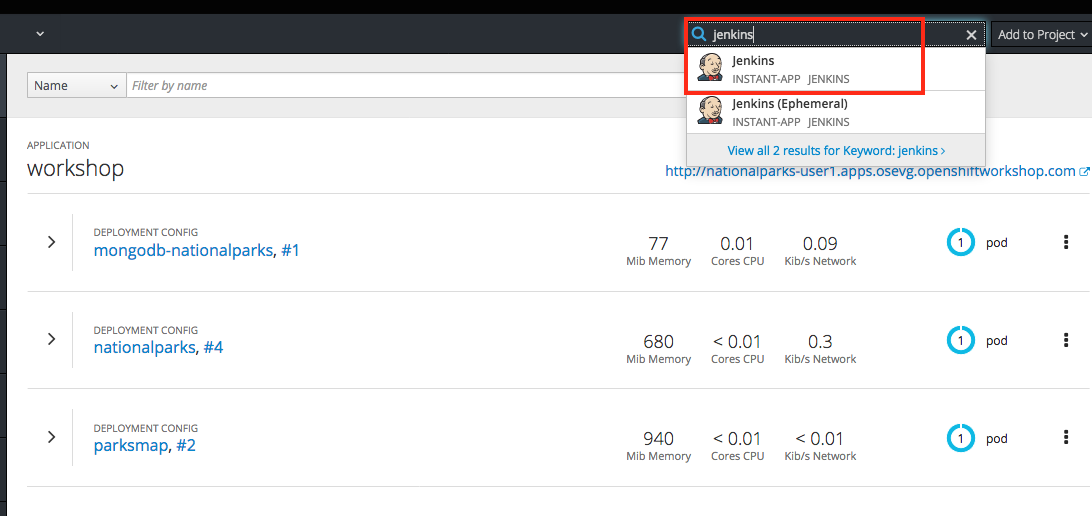 jenkins
Add to Project
Jenkins
INSTANT-APP JENKINS
Jenkins (Ephemeral)
INSTANT-APP JENKINS
View all 2 results for Keyword: jenkins
Name
Filter by name
APPLICATION
workshop
http://nationalparks-user1.apps.osevg.openshiftworkshop.com
DEPLOYMENT CONFIG
mongodb-nationalparks, #1
77 0.01 0.09
Mib Memory Cores CPU Kib/s Network
1 pod
DEPLOYMENT CONFIG
nationalparks, #4
680 < 0.01 0.3
Mib Memory Cores CPU Kib/s Network
1 pod
DEPLOYMENT CONFIG
parksmap, #2
940 < 0.01 < 0.01
Mib Memory Cores CPU Kib/s Network
1 pod